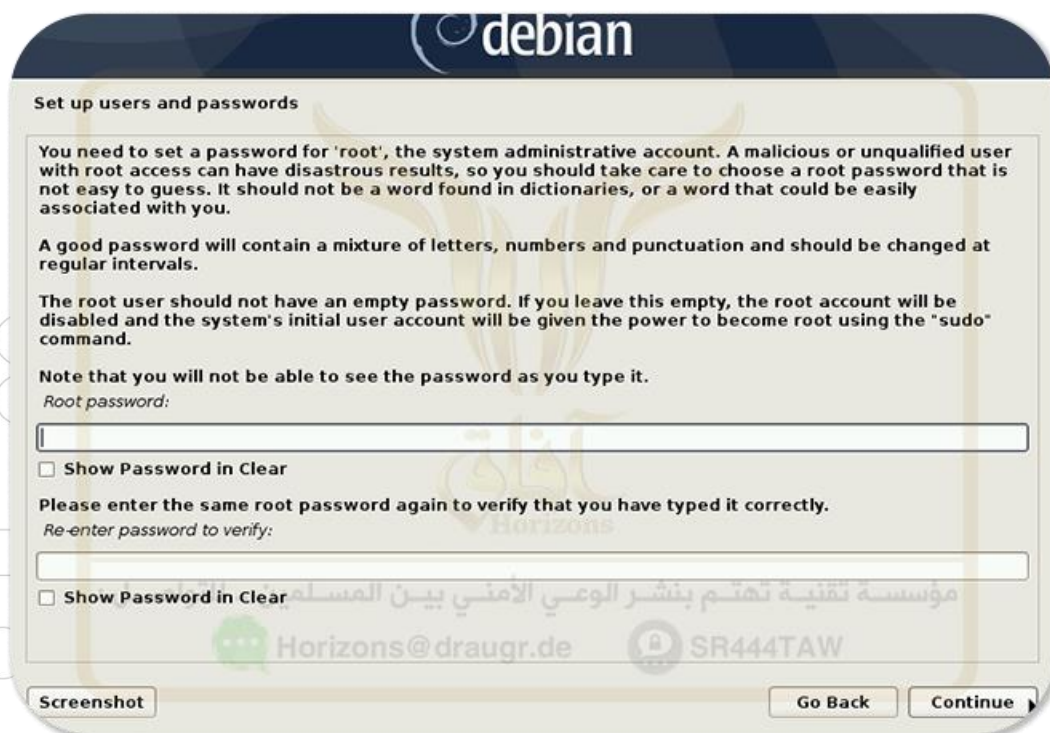 debian
Set up users and passwords
You need to set a password for 'root', the system administrative account. A malicious or unqualified user
with root access can have disastrous results, so you should take care to choose a root password that is
not easy to guess. It should not be a word found in dictionaries, or a word that could be easily
associated with you.
A good password will contain a mixture of letters, numbers and punctuation and should be changed at
regular intervals.
The root user should not have an empty password. If you leave this empty, the root account will be
disabled and the system's initial user account will be given the power to become root using the "sudo"
command.
Note that you will not be able to see the password as you type it.
Root password:
آفاق
Show Password in Clear
Please enter the same root password again to verify that you have typed it correctly.
Horizons
Re-enter password to verify:
مؤسسة تقنية تهتم بنشر الوعي الأمني بين المسلمين
Show Password in Clear
Horizons@draugr.de SR444TAW
Screenshot Go Back Continue